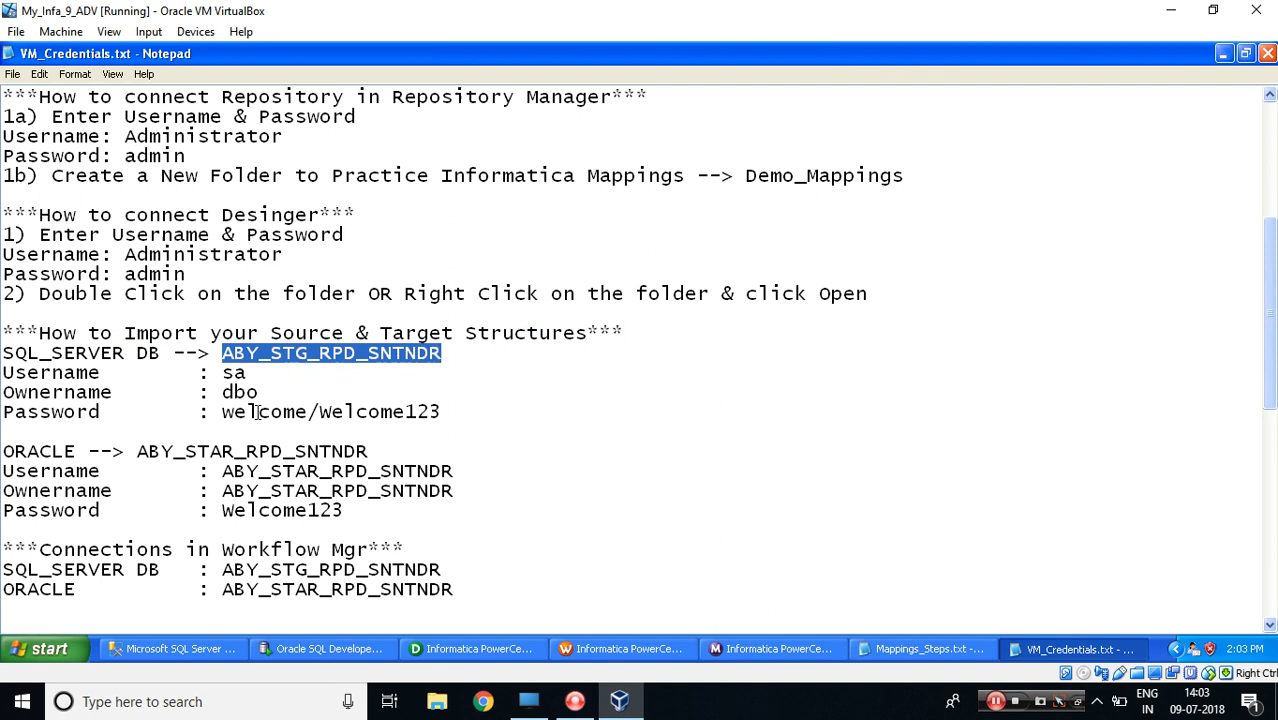 My_Infa_9_ADV [Running] - Oracle VM VirtualBox
File Machine View Input Devices Help
VM_Credentials.txt - Notepad
File Edit Format View Help
***How to connect Repository in Repository Manager***
1a) Enter Username & Password
Username: Administrator
Password: admin
1b) Create a New Folder to Practice Informatica Mappings --> Demo_Mappings
***How to connect Desinger***
1) Enter Username & Password
Username: Administrator
Password: admin
2) Double Click on the folder OR Right Click on the folder & click Open
***How to Import your Source & Target Structures***
SQL_SERVER DB --> ABY_STG_RPD_SNTNDR
Username : sa
Ownername : dbo
Password : welcome/Welcome123
ORACLE --> ABY_STAR_RPD_SNTNDR
Username : ABY_STAR_RPD_SNTNDR
Ownername : ABY_STAR_RPD_SNTNDR
Password : Welcome123
***Connections in Workflow Mgr***
SQL_SERVER DB : ABY_STG_RPD_SNTNDR
ORACLE : ABY_STAR_RPD_SNTNDR
start Microsoft SQL Server ... Oracle SQL Develope... Informatica PowerCe... Informatica PowerCe... Informatica PowerCe... Mappings_Steps.txt -... VM_Credentials.txt - ... 2:03 PM
Right Ctrl
Type here to search ENG 14:03
IN 09-07-2018